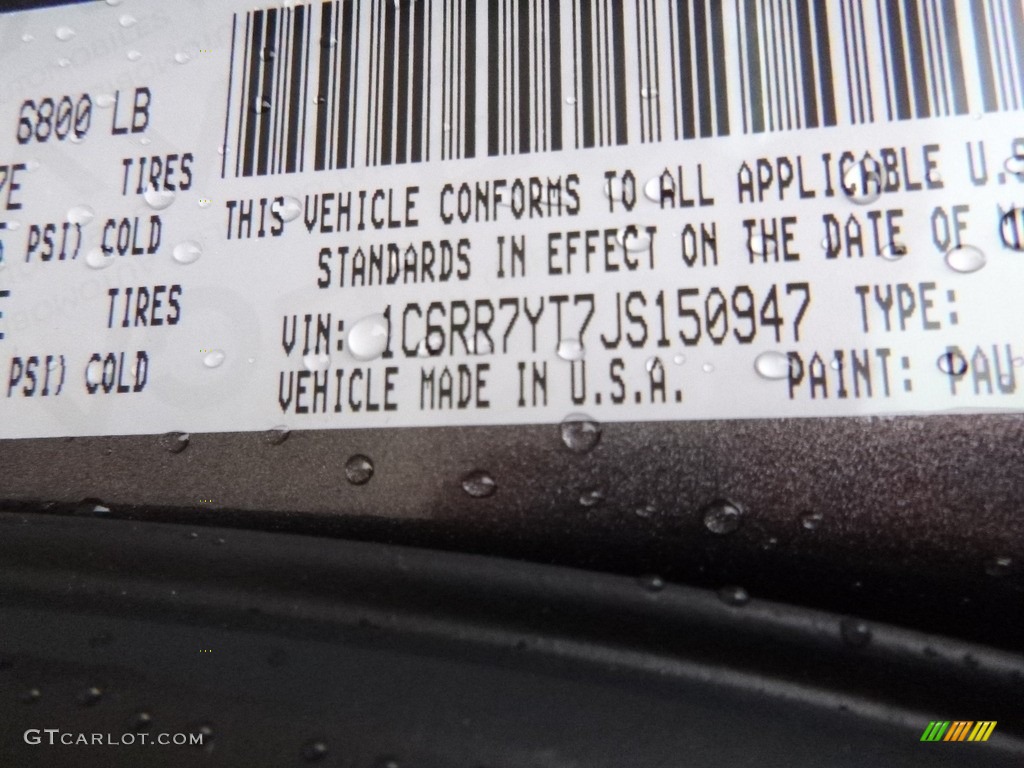 6800 LB
TIRES
PSI) COLD
TIRES
PSI) COLD
THIS VEHICLE CONFORMS TO ALL APPLICABLE U.S
STANDARDS IN EFFECT ON THE DATE OF
VIN: 1C6RR7YT7JS150947 TYPE:
VEHICLE MADE IN U.S.A. PAINT: PAU
GTCARLOT.COM